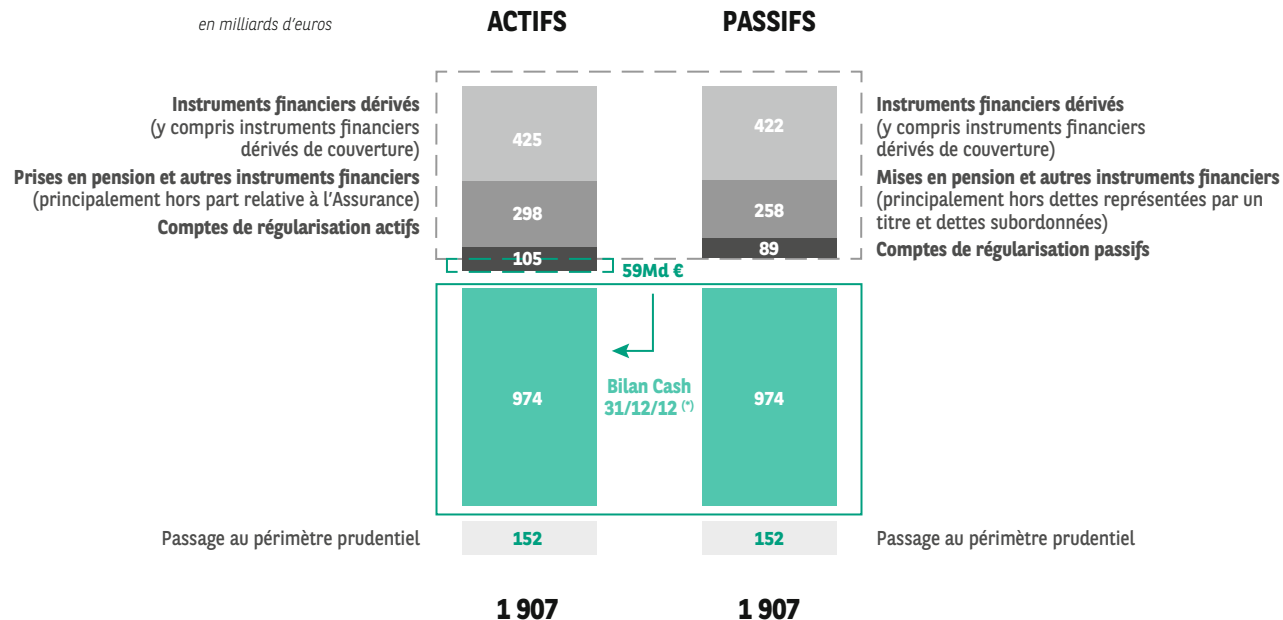 en milliards d'euros
ACTIFS
PASSIFS
Instruments financiers dérivés
(y compris instruments financiers
dérivés de couverture)
Prises en pension et autres instruments financiers
(principalement hors part relative à l'Assurance)
Comptes de régularisation actifs
425
298
105
59Md €
422
258
89
Instruments financiers dérivés
(y compris instruments financiers
dérivés de couverture)
Mises en pension et autres instruments financiers
(principalement hors dettes représentées par un
titre et dettes subordonnées)
Comptes de régularisation passifs
974
Bilan Cash
31/12/12 (*)
974
Passage au périmètre prudentiel
152
152
Passage au périmètre prudentiel
1 907
1 907